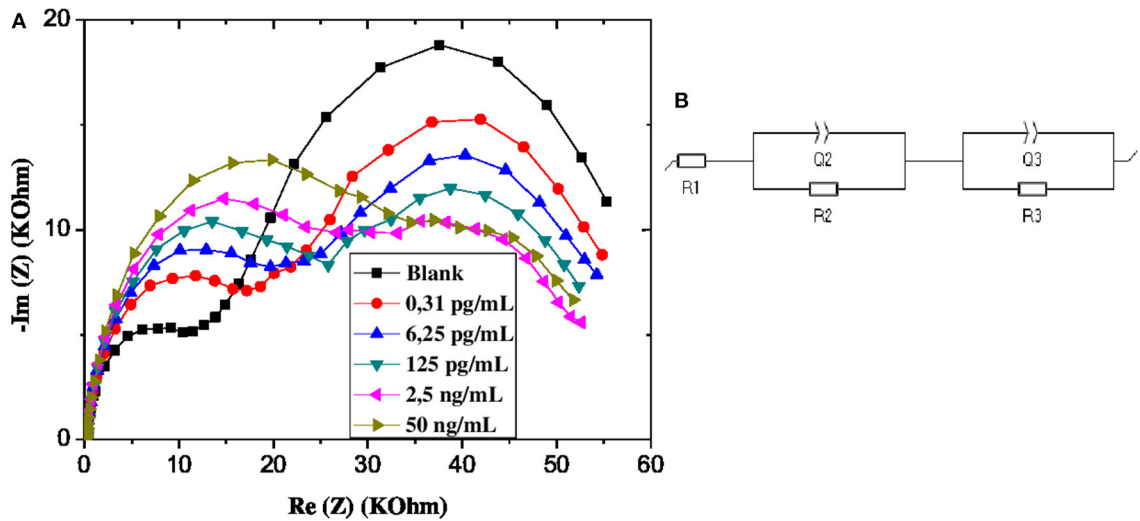 A
20
10
0
-Im (Z) (KOhm)
0 10 20 30 40 50 60
Re (Z) (KOhm)
Blank
0,31 pg/mL
6,25 pg/mL
125 pg/mL
2,5 ng/mL
50 ng/mL
B
R1
Q2
R2
Q3
R3